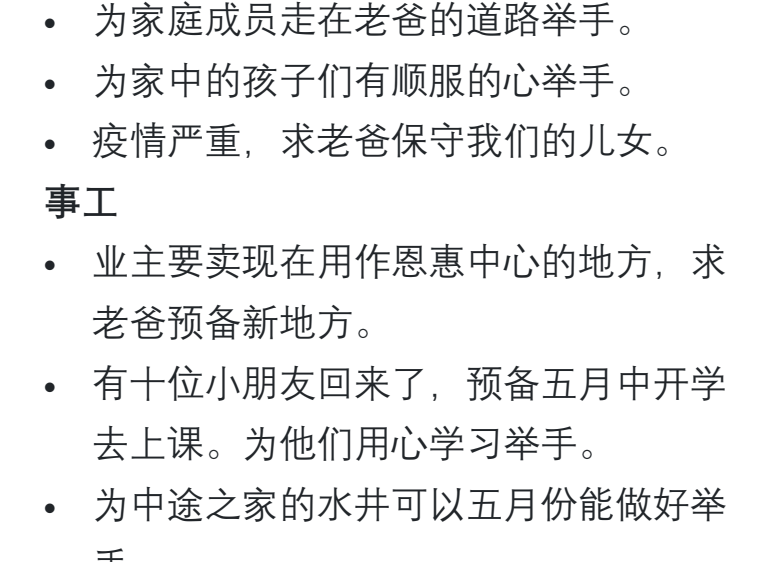 • 为家庭成员走在老爸的道路举手。
• 为家中的孩子们有顺服的心举手。
• 疫情严重，求老爸保守我们的儿女。
事工
• 业主要卖现在用作恩惠中心的地方，求
老爸预备新地方。
• 有十位小朋友回来了，预备五月中开学
去上课。为他们用心学习举手。
• 为中途之家的水井可以五月份能做好举